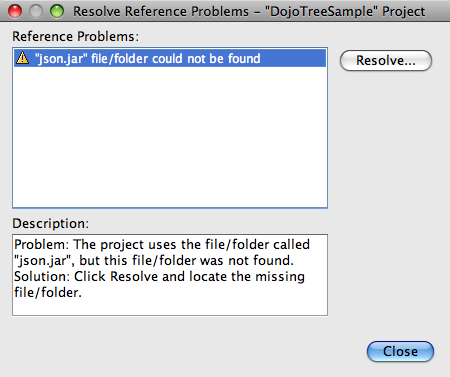 Resolve Reference Problems – "DojoTreeSample" Project
Reference Problems:
"json.jar" file/folder could not be found
Resolve...
Description:
Problem: The project uses the file/folder called
"json.jar", but this file/folder was not found.
Solution: Click Resolve and locate the missing
file/folder.
Close